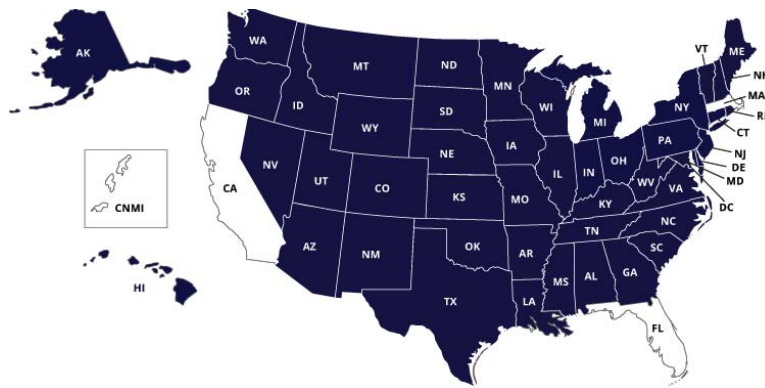 AK
WA
OR
ID
MT
WY
ND
SD
NE
MN
IA
WI
MI
VT
ME
NH
MA
RI
CT
NY
PA
NJ
DE
MD
DC
CA
NV
UT
CO
KS
MO
IL
IN
OH
WV
VA
KY
NC
TN
SC
AZ
NM
OK
AR
TX
LA
MS
AL
GA
FL
CNMI
HI